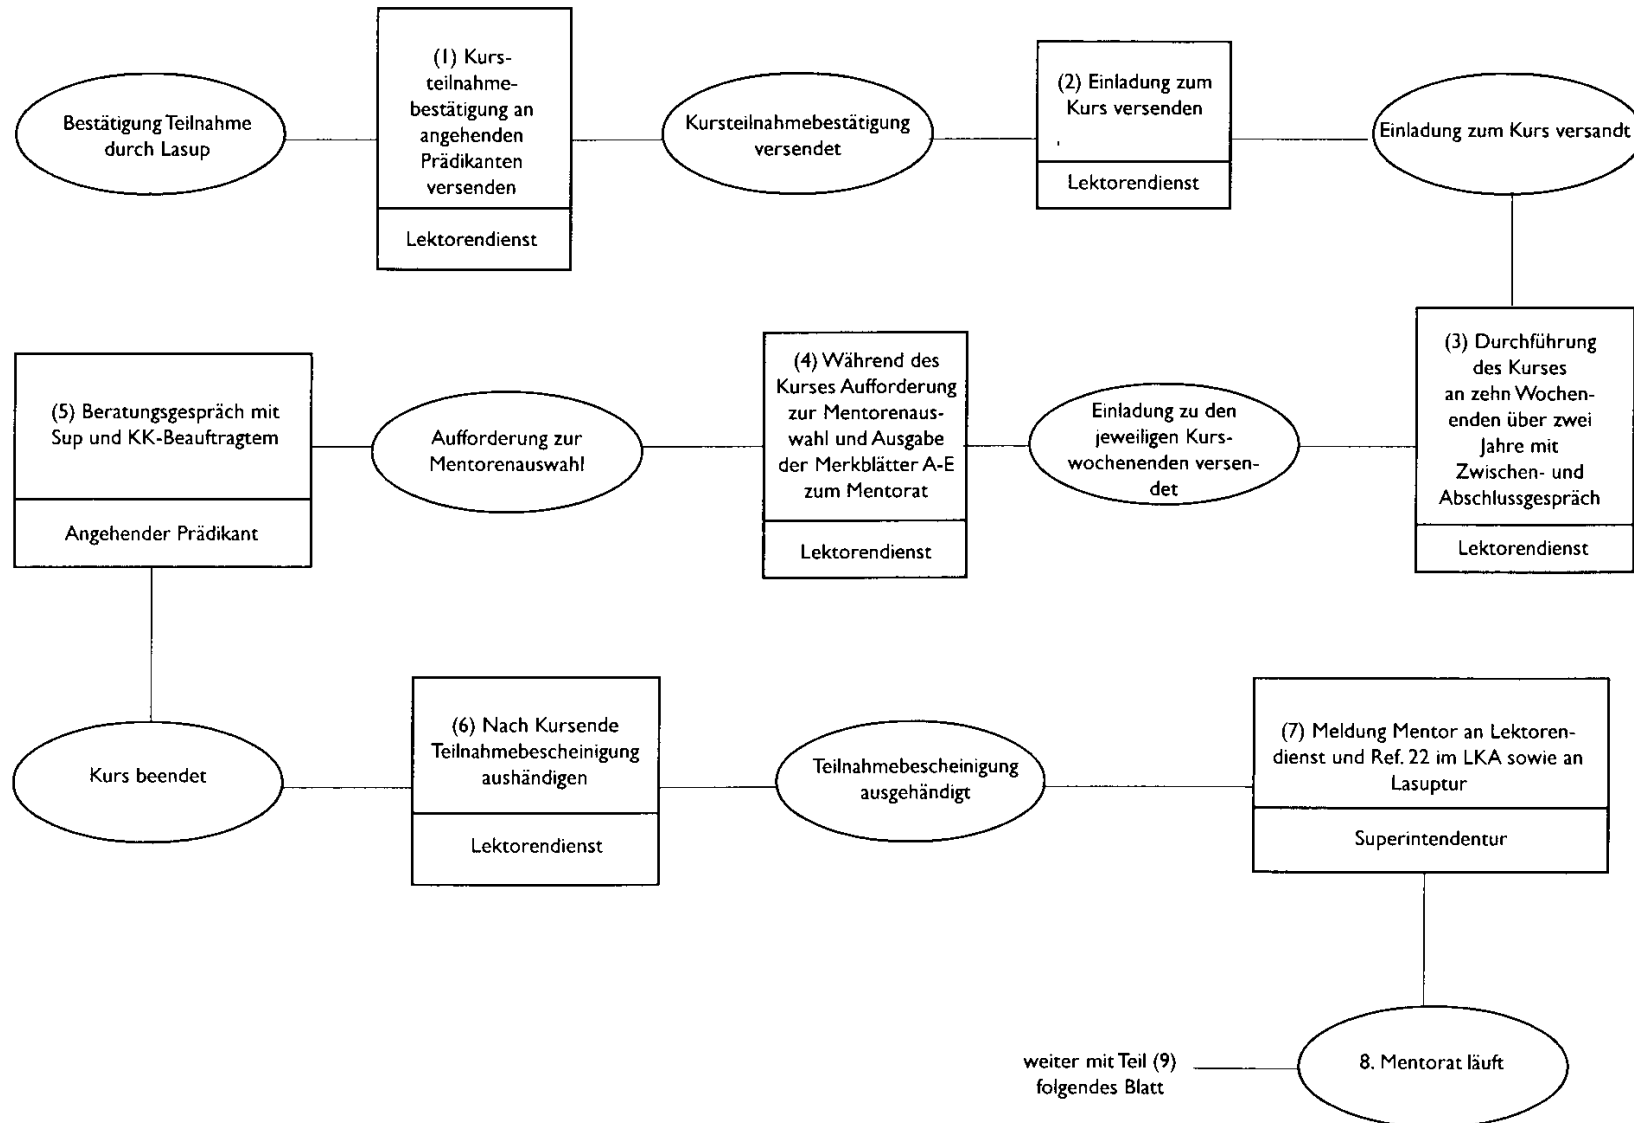 Bestätigung Teilnahme
durch Lasup
(1) Kurs-
teilnahme-
bestätigung an
angehenden
Prädikanten
versenden
Lektorendienst
Kursteilnahmebestätigung
versendet
(2) Einladung zum
Kurs versenden
Lektorendienst
Einladung zum Kurs versandt
(3) Durchführung
des Kurses
an zehn Wochen-
enden über zwei
Jahre mit
Zwischen- und
Abschlussgespräch
Lektorendienst
Einladung zu den
jeweiligen Kurs-
wochenenden versen-
det
(4) Während des
Kurses Aufforderung
zur Mentorenaus-
wahl und Ausgabe
der Merkblätter A-E
zum Mentorat
Lektorendienst
Aufforderung zur
Mentorenauswahl
(5) Beratungsgespräch mit
Sup und KK-Beauftragtem
Angehender Prädikant
Kurs beendet
(6) Nach Kursende
Teilnahmebescheinigung
aushändigen
Lektorendienst
Teilnahmebescheinigung
ausgehändigt
(7) Meldung Mentor an Lektoren-
dienst und Ref. 22 im LKA sowie an
Lasuptur
Superintendentur
8. Mentorat läuft
weiter mit Teil (9)
folgendes Blatt